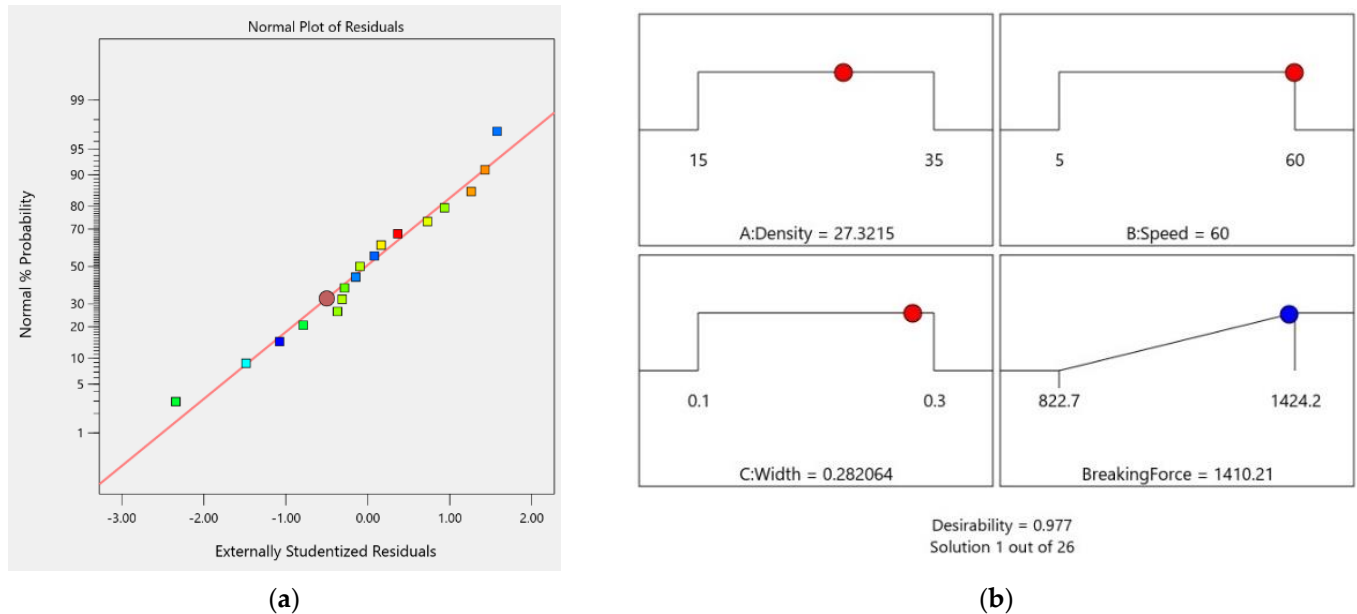 Normal Plot of Residuals
Normal % Probability
99
95
90
80
70
50
30
20
10
5
1
-3.00 -2.00 -1.00 0.00 1.00 2.00
Externally Studentized Residuals
(a)
15 35
A:Density = 27.3215
5 60
B:Speed = 60
0.1 0.3
C:Width = 0.282064
822.7 1424.2
BreakingForce = 1410.21
Desirability = 0.977
Solution 1 out of 26
(b)